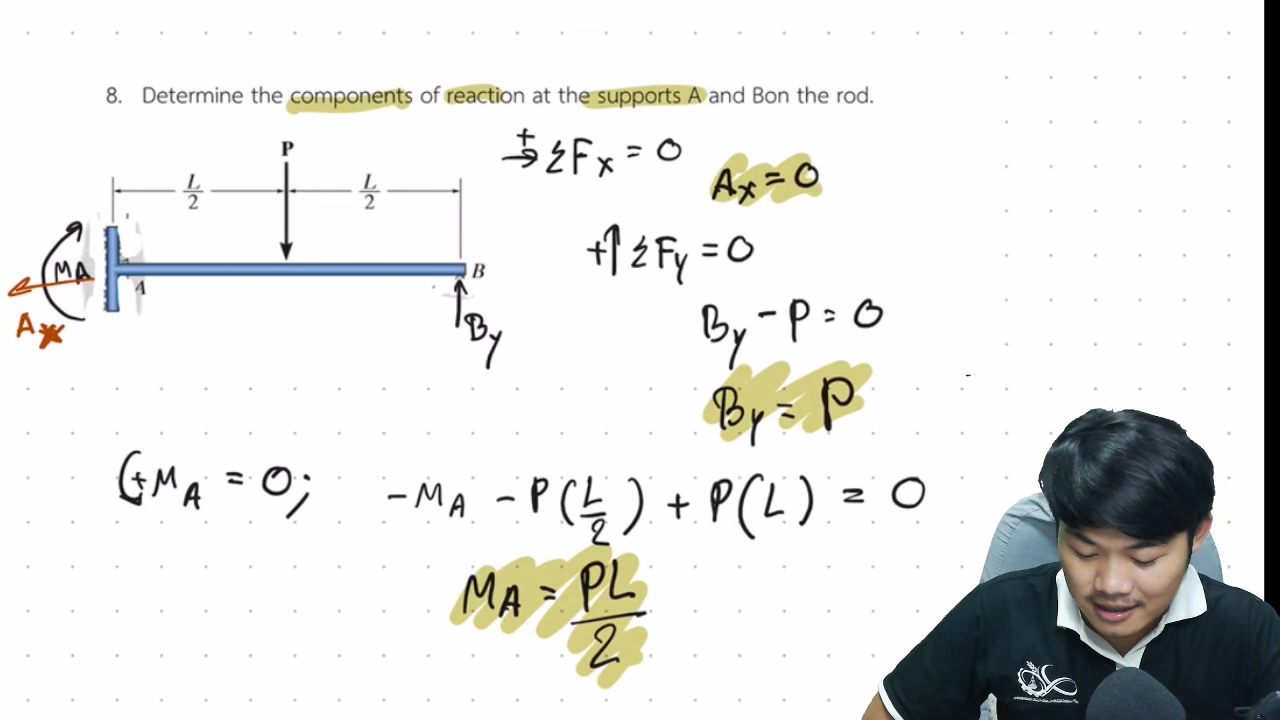 8. Determine the components of reaction at the supports A and Bon the rod.
P
L/2 L/2
MA
A
B
Ax
By
+→ ΣFx = 0
Ax = 0
+↑ ΣFy = 0
By - P = 0
By = P
(+MA = 0; -MA - P(L/2) + P(L) = 0
MA = PL/2